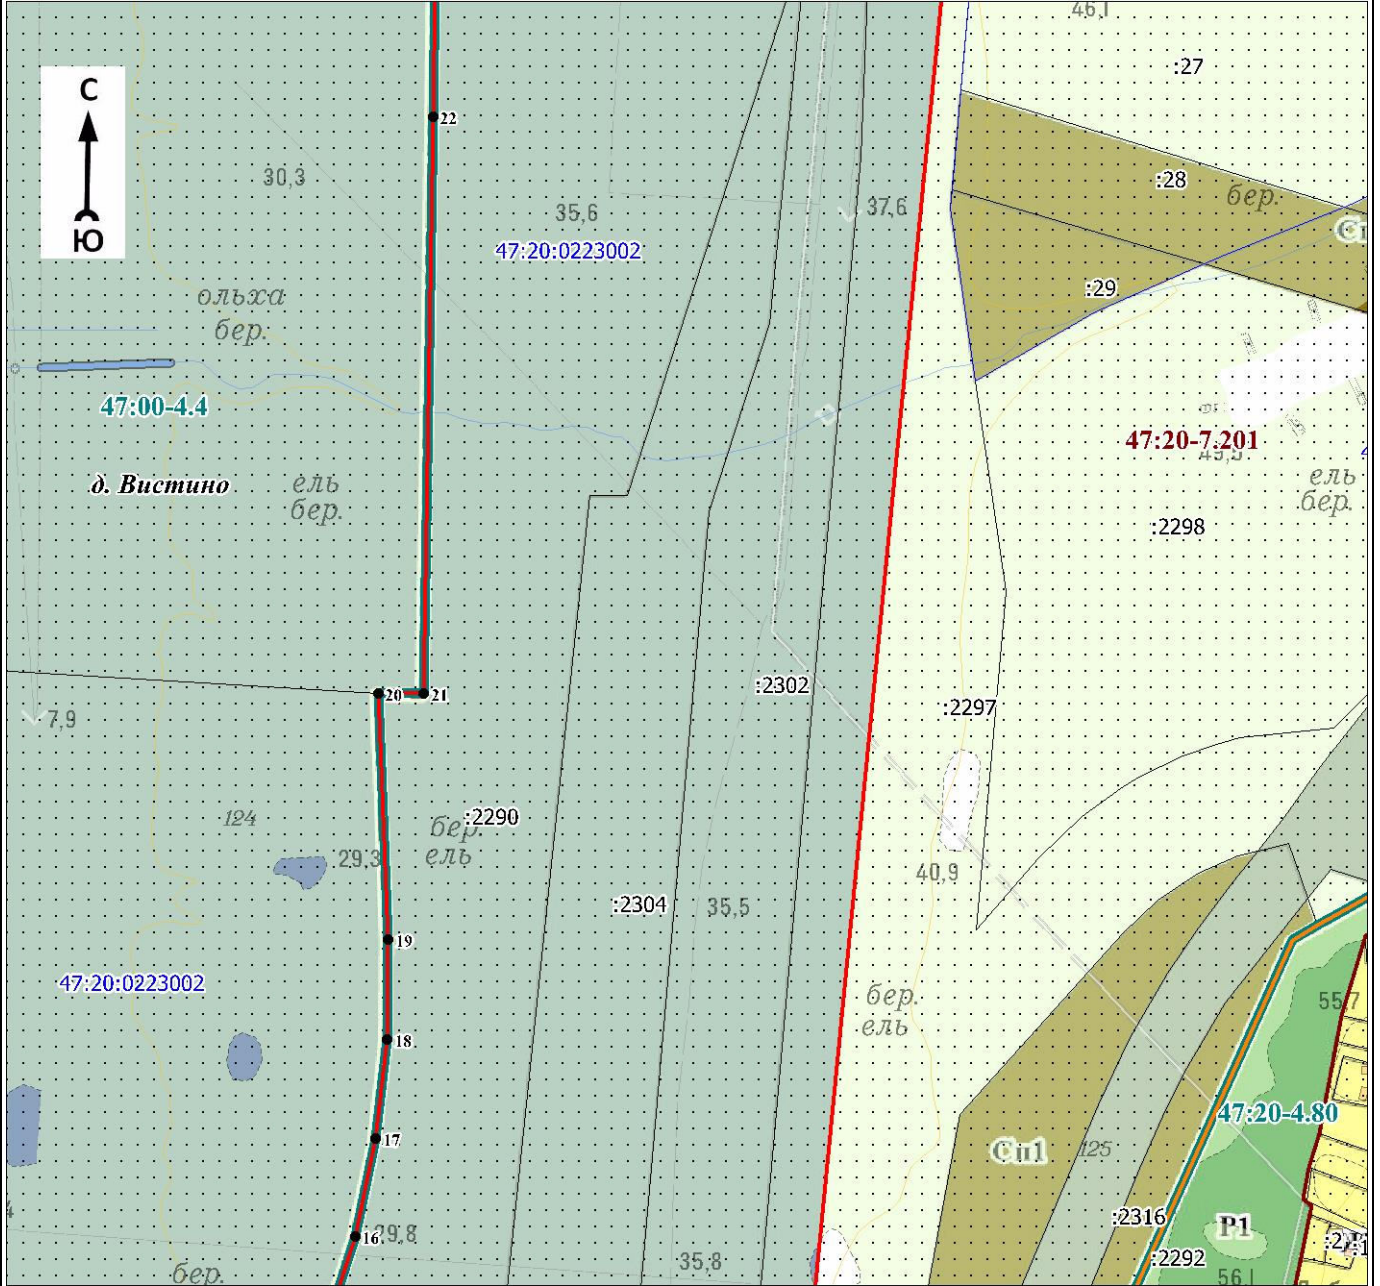 46,1
:27
С
22
30,3
:28
бер.
35,6
37,6
47:20:0223002
Ю
:29
ольха
бер.
47:00-4.4
47:20-7.201
д. Вистино
ель
бер.
ель
бер.
:2298
:2302
20
21
:2297
7,9
124
:2290
бер.
ель
29,3
40,9
:2304
35,5
19
47:20:0223002
бер.
ель
55,7
18
47:20-4.80
17
Сп1
125
:2316
Р1
16
29,8
:2292
35,8
бер.
56,1